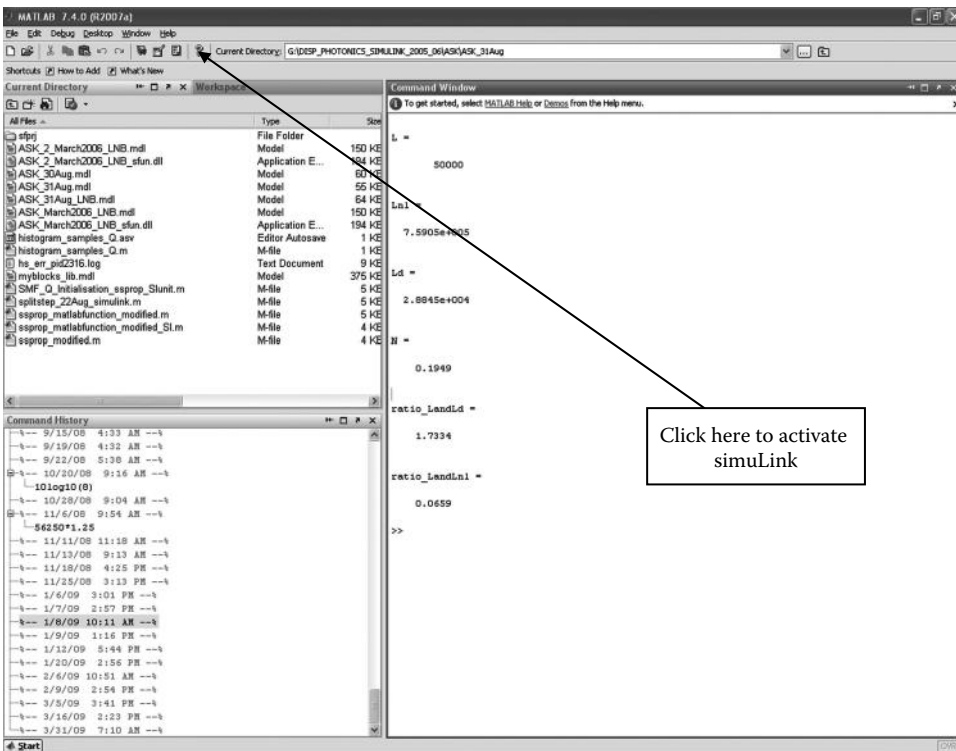 MATLAB 7.4.0 (R2007a)
File Edit Debug Desktop Window Help
Current Directory: G:\DISP_PHOTONICS_SIMULINK_2005_06\ASK\ASK_31Aug
Shortcuts How to Add What's New
Current Directory Workspace
All Files Type Size
sfprj File Folder
ASK_2_March2006_LNB.mdl Model 150 KB
ASK_2_March2006_LNB_sfun.dll Application E... 194 KB
ASK_30Aug.mdl Model 60 KB
ASK_31Aug.mdl Model 55 KB
ASK_31Aug_LNB.mdl Model 64 KB
ASK_March2006_LNB.mdl Model 150 KB
ASK_March2006_LNB_sfun.dll Application E... 194 KB
histogram_samples_Q.asv Editor Autosave 1 KB
histogram_samples_Q.m M-file 1 KB
hs_err_pid2316.log Text Document 9 KB
myblocks_lib.mdl Model 375 KB
SMF_Q_Initialisation_ssprop_SIunit.m M-file 5 KB
splitstep_22Aug_simulink.m M-file 5 KB
ssprop_matlabfunction_modified.m M-file 5 KB
ssprop_matlabfunction_modified_SI.m M-file 4 KB
ssprop_modified.m M-file 4 KB
Command History
%-- 9/15/08 4:33 AM --%
%-- 9/19/08 4:32 AM --%
%-- 9/22/08 5:38 AM --%
%-- 10/20/08 9:16 AM --%
10log10(8)
%-- 10/28/08 9:04 AM --%
%-- 11/6/08 9:54 AM --%
56250*1.25
%-- 11/11/08 11:18 AM --%
%-- 11/13/08 9:13 AM --%
%-- 11/18/08 4:25 PM --%
%-- 11/25/08 3:13 PM --%
%-- 1/6/09 3:01 PM --%
%-- 1/7/09 2:57 PM --%
%-- 1/8/09 10:11 AM --%
%-- 1/9/09 1:16 PM --%
%-- 1/12/09 5:44 PM --%
%-- 1/20/09 2:56 PM --%
%-- 2/6/09 10:51 AM --%
%-- 2/9/09 2:54 PM --%
%-- 3/5/09 3:41 PM --%
%-- 3/16/09 2:23 PM --%
%-- 3/31/09 7:10 AM --%
Command Window
To get started, select MATLAB Help or Demos from the Help menu.
L =
50000
Lnl =
7.5905e+005
Ld =
2.8845e+004
N =
0.1949
ratio_LandLd =
1.7334
ratio_LandLnl =
0.0659
>>
Click here to activate
simuLink
Start